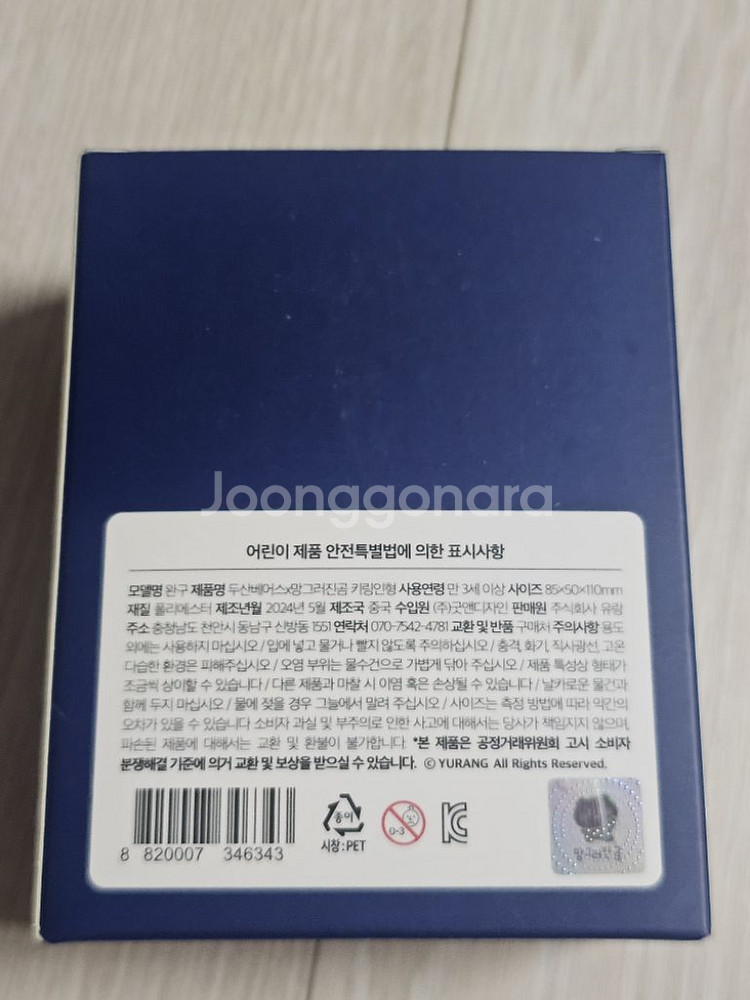 Joonggonara
어린이 제품 안전특별법에 의한 표시사항
모델명 완구 제품명 두산베어스x망그러진곰 키링인형 사용연령 만 3세 이상 사이즈 85×50×110mm
재질 폴리에스터 제조년월 2024년 5월 제조국 중국 수입원 (주)굿앤디자인 판매원 주식회사 유랑
주소 충청남도 천안시 동남구 신방동 1551 연락처 070-7542-4781 교환 및 반품 구매처 주의사항 용도
외에는 사용하지 마십시오 / 입에 넣고 물거나 빨지 않도록 주의하십시오 / 충격, 화기, 직사광선, 고온
다습한 환경은 피해주십시오 / 오염 부위는 물수건으로 가볍게 닦아 주십시오 / 제품 특성상 형태가
조금씩 상이할 수 있습니다 / 다른 제품과 마찰 시 이염 혹은 손상될 수 있습니다 / 날카로운 물건과
함께 두지 마십시오 / 물에 젖을 경우 그늘에서 말려 주십시오 / 사이즈는 측정 방법에 따라 약간의
오차가 있을 수 있습니다 소비자 과실 및 부주의로 인한 사고에 대해서는 당사가 책임지지 않으며,
파손된 제품에 대해서는 교환 및 환불이 불가합니다. *본 제품은 공정거래위원회 고시 소비자
분쟁해결 기준에 의거 교환 및 보상을 받으실 수 있습니다. © YURANG All Rights Reserved.
종이
시창:PET
0-3
8 820007 346343
망그러진 곰